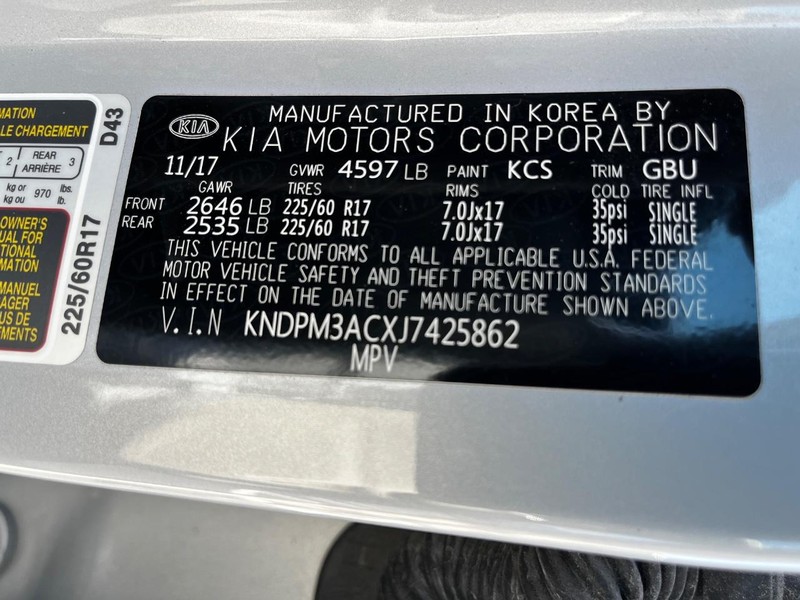 MATION
LE CHARGEMENT
2 REAR ARRIÈRE 3
kg or kg ou 970 lbs. lb.
OWNER'S
UAL FOR
TIONAL
MATION
MANUEL
AGER
US DE
EMENTS
D43
225/60R17
KIA
MANUFACTURED IN KOREA BY
KIA MOTORS CORPORATION
11/17 GVWR 4597 LB PAINT KCS TRIM GBU
GAWR TIRES RIMS COLD TIRE INFL
FRONT 2646 LB 225/60 R17 7.0Jx17 35psi SINGLE
REAR 2535 LB 225/60 R17 7.0Jx17 35psi SINGLE
THIS VEHICLE CONFORMS TO ALL APPLICABLE U.S.A. FEDERAL
MOTOR VEHICLE SAFETY AND THEFT PREVENTION STANDARDS
IN EFFECT ON THE DATE OF MANUFACTURE SHOWN ABOVE.
V.I.N KNDPM3ACXJ7425862
MPV